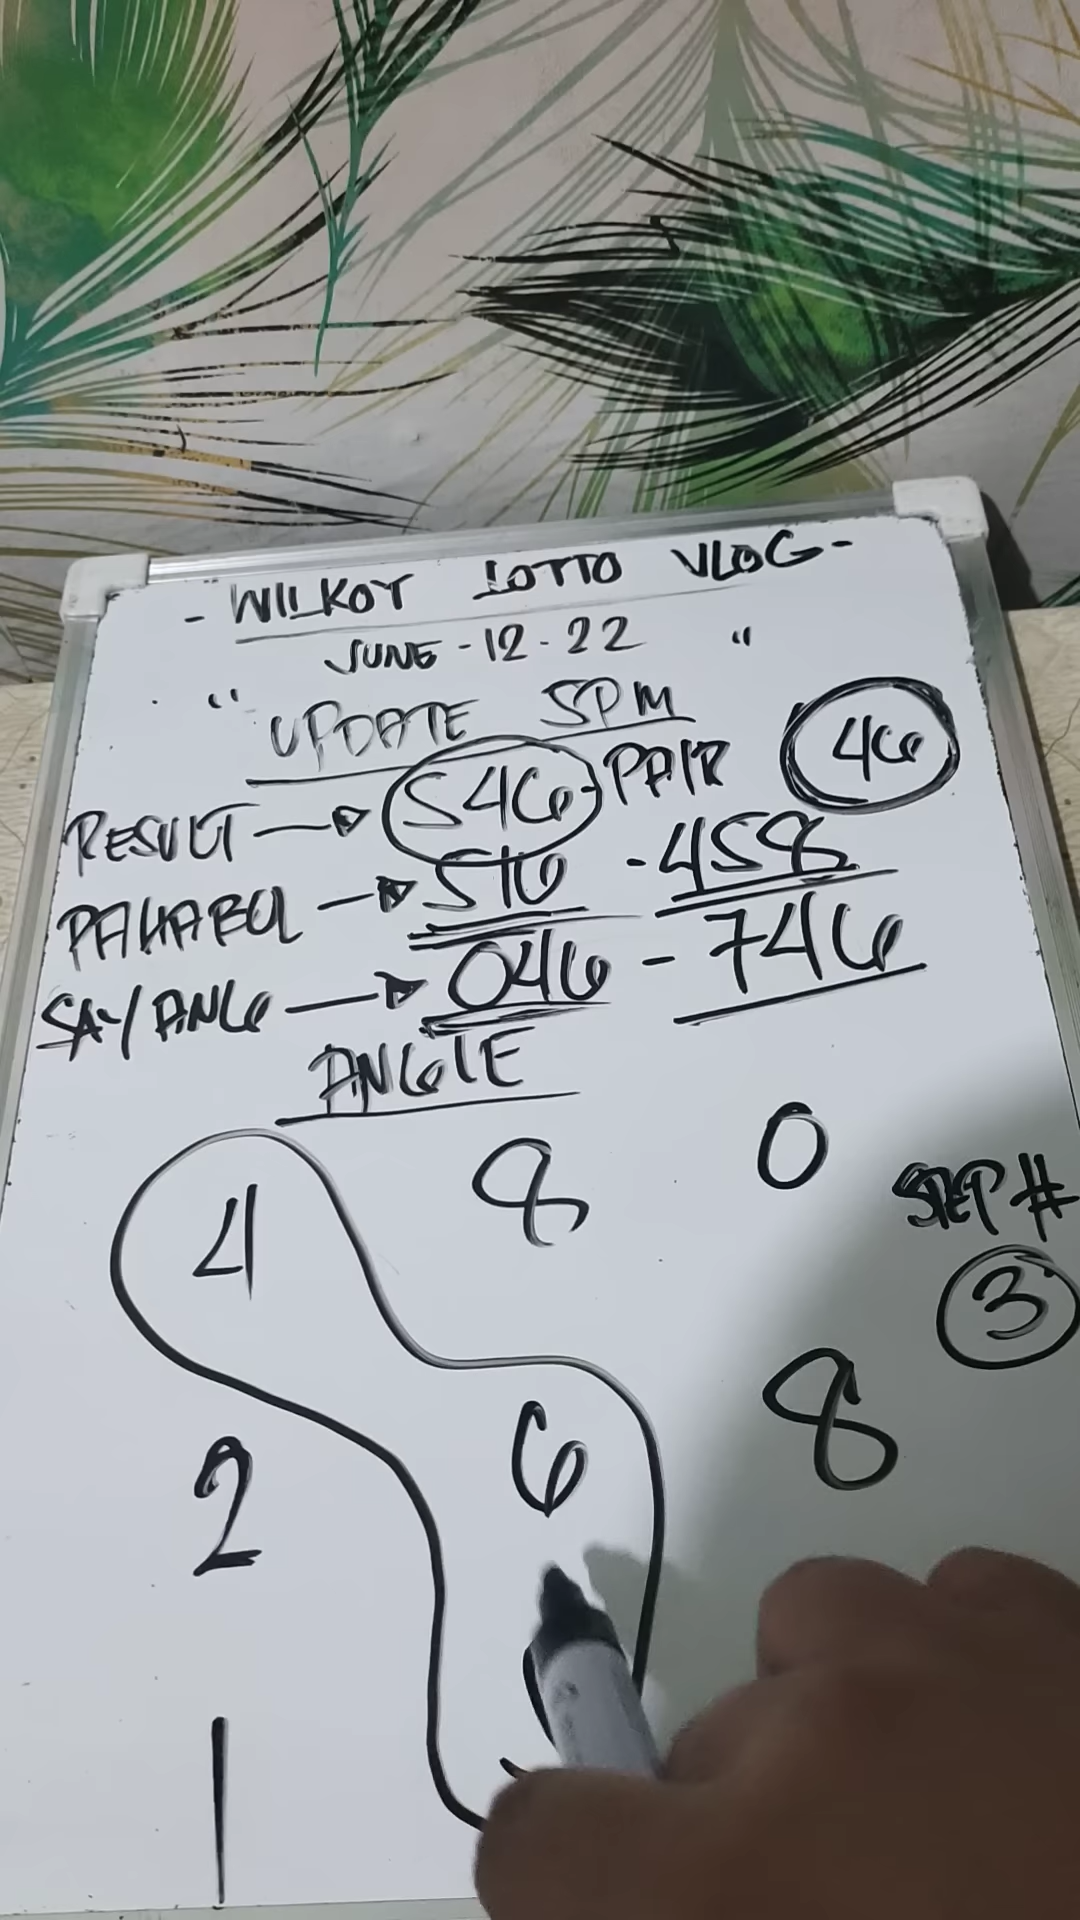 - WILKOY LOTTO VLOG -
JUNE - 12 - 22
" UPDATE 5PM "
RESULT → 546 - PAIR 46
PAHABOL → 516 - 458
SAYANG → 046 - 746
ANGLE
4 8 0
STEP #
3
2 6 8
1